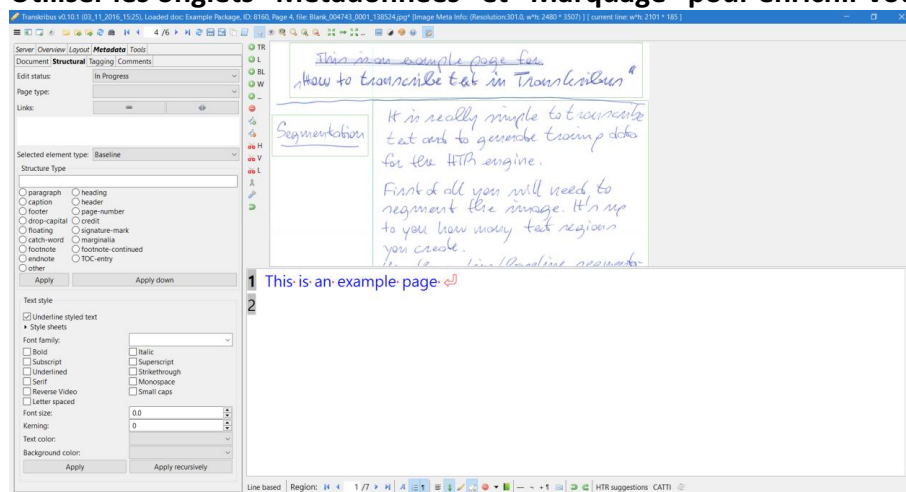 Utiliser les onglets "Métadonnées" et "Marquage" pour enrichir vo
Transkribus v0.10.1 (03_11_2016_15:25), Loaded doc: Example Package, ID: 8160, Page 4, file: Blank_004743_0001_138524.jpg* [Image Meta Info: (Resolution:301.0, w*h: 2480 * 3507) ] [ current line: w*h: 2101 * 185 ]
4 /6
Server Overview Layout Metadata Tools
Document Structural Tagging Comments
Edit status: In Progress
Page type:
Links:
Selected element type: Baseline
Structure Type
paragraph heading
caption header
footer page-number
drop-capital credit
floating signature-mark
catch-word marginalia
footnote footnote-continued
endnote TOC-entry
other
Apply Apply down
Text style
Underline styled text
Style sheets
Font family:
Bold Italic
Subscript Superscript
Underlined Strikethrough
Serif Monospace
Reverse Video Small caps
Letter spaced
Font size: 0.0
Kerning: 0
Text color:
Background color:
Apply Apply recursively
TR
L
BL
W
H
V
L
This is an example page for
"How to transcribe text in Transkribus"
Segmentation
It is really simple to transcribe
text and to generate training data
for the HTR engine.
First of all you will need to
segment the image. It's up
to you how many text regions
you create.
1 This is an example page
2
Line based Region: 1 /7 HTR suggestions CATTI